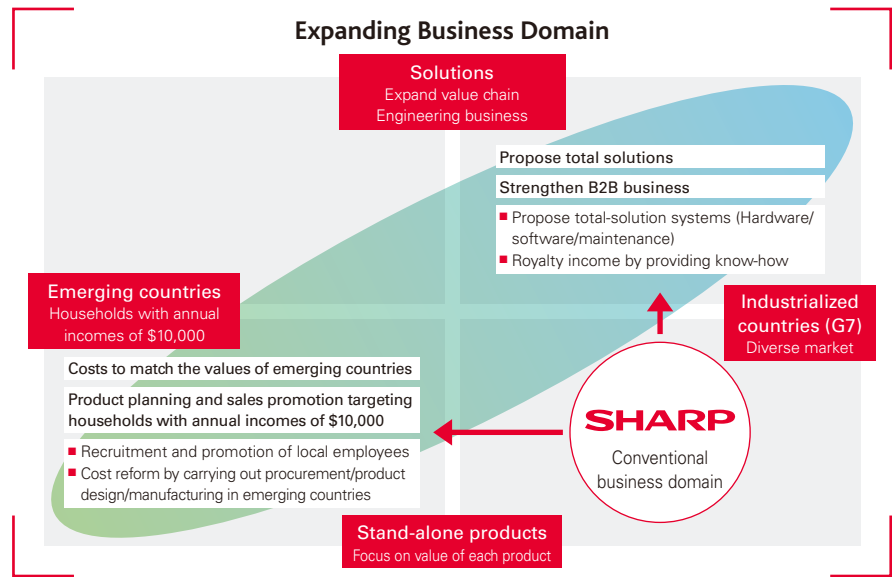 Expanding Business Domain
Solutions
Expand value chain
Engineering business
Propose total solutions
Strengthen B2B business
■ Propose total-solution systems (Hardware/
software/maintenance)
■ Royalty income by providing know-how
Emerging countries
Households with annual
incomes of $10,000
Industrialized
countries (G7)
Diverse market
Costs to match the values of emerging countries
Product planning and sales promotion targeting
households with annual incomes of $10,000
■ Recruitment and promotion of local employees
■ Cost reform by carrying out procurement/product
design/manufacturing in emerging countries
SHARP
Conventional
business domain
Stand-alone products
Focus on value of each product